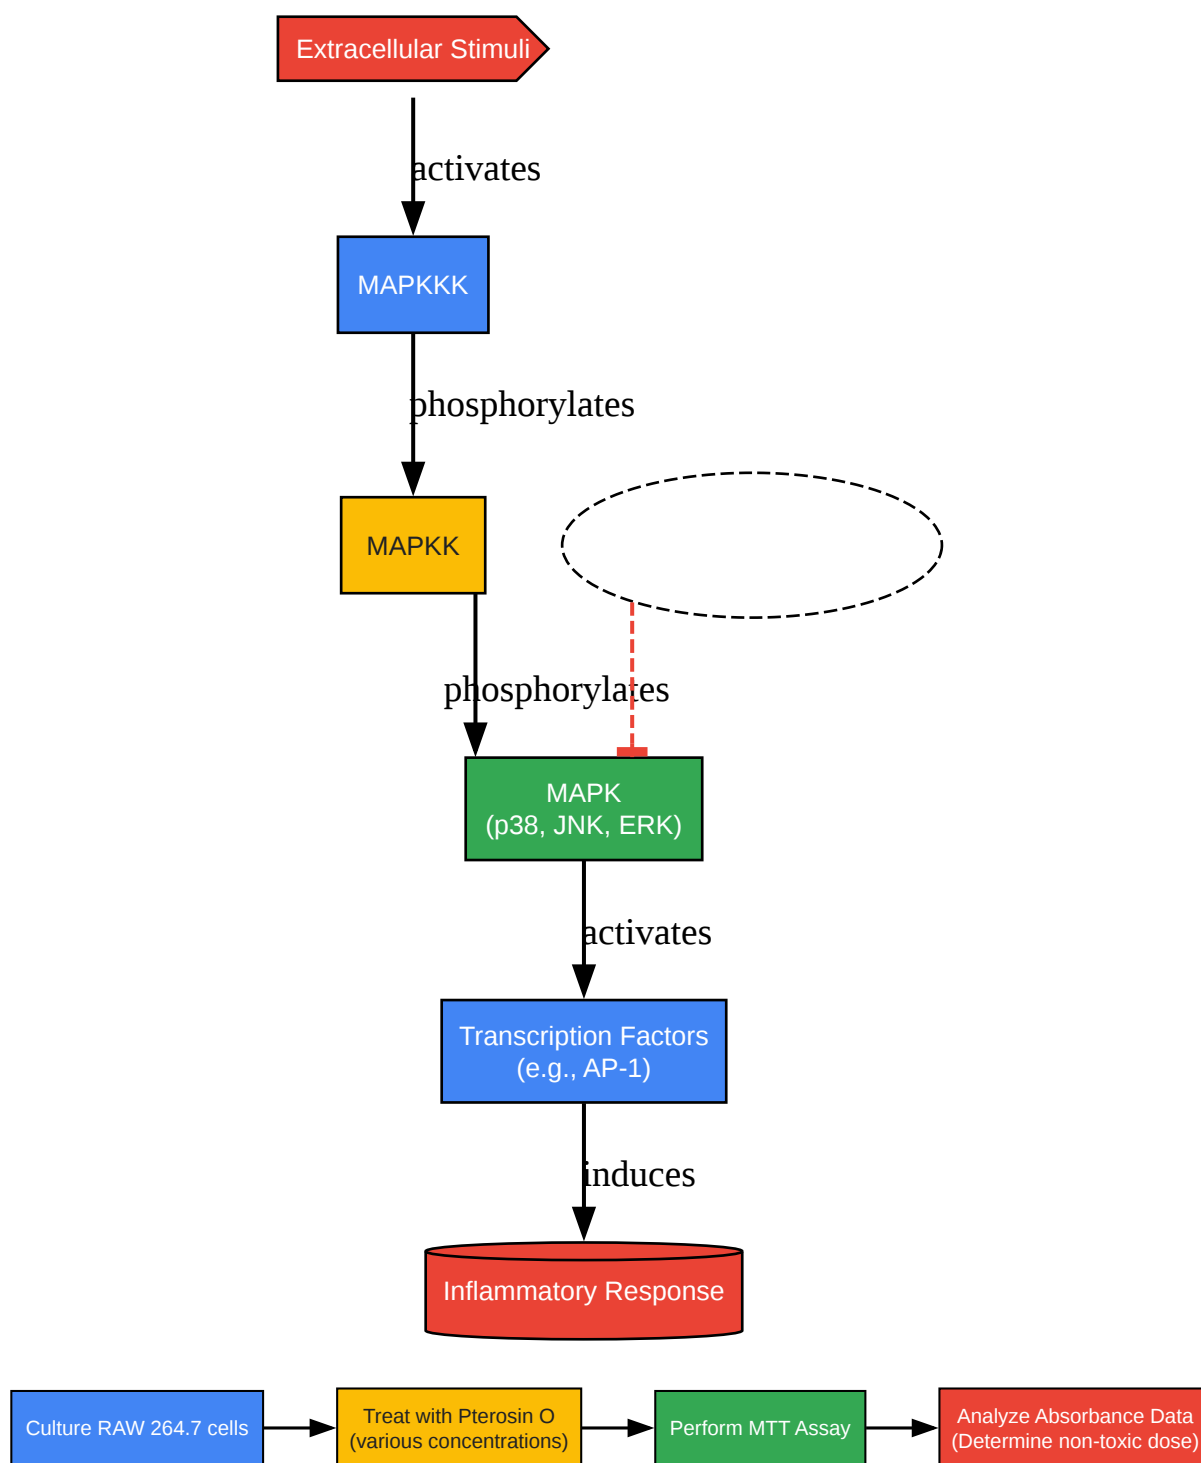 Extracellular Stimuli
activates
MAPKKK
phosphorylates
MAPKK
phosphorylates
MAPK
(p38, JNK, ERK)
activates
Transcription Factors
(e.g., AP-1)
induces
Inflammatory Response
Culture RAW 264.7 cells
Treat with Pterosin O
(various concentrations)
Perform MTT Assay
Analyze Absorbance Data
(Determine non-toxic dose)